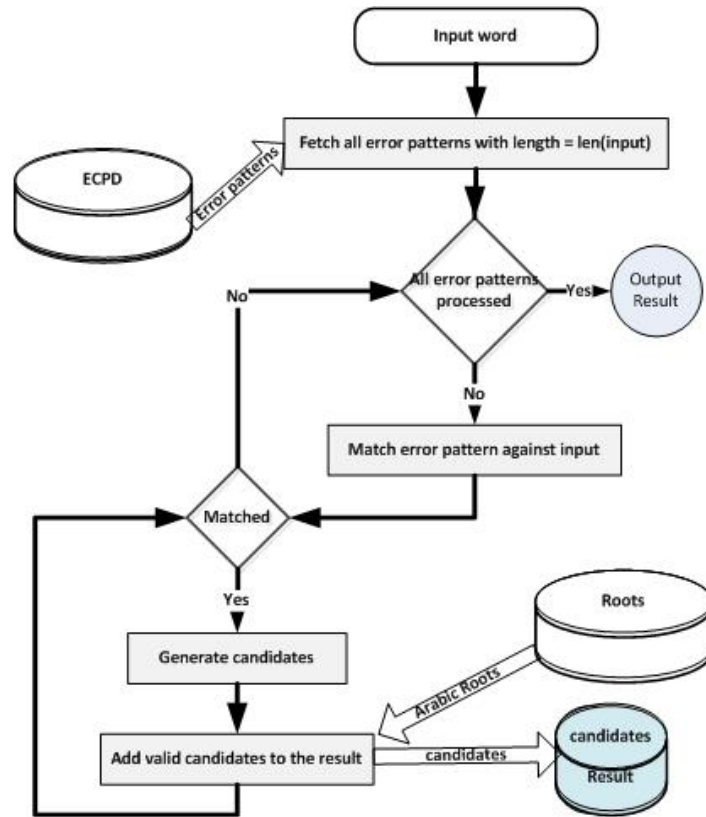 Input word
Fetch all error patterns with length = len(input)
ECPD
Error patterns
All error patterns
processed
Yes
Output
Result
No
No
Match error pattern against input
Matched
Yes
Roots
Generate candidates
Arabic Roots
Add valid candidates to the result
candidates
candidates
Result